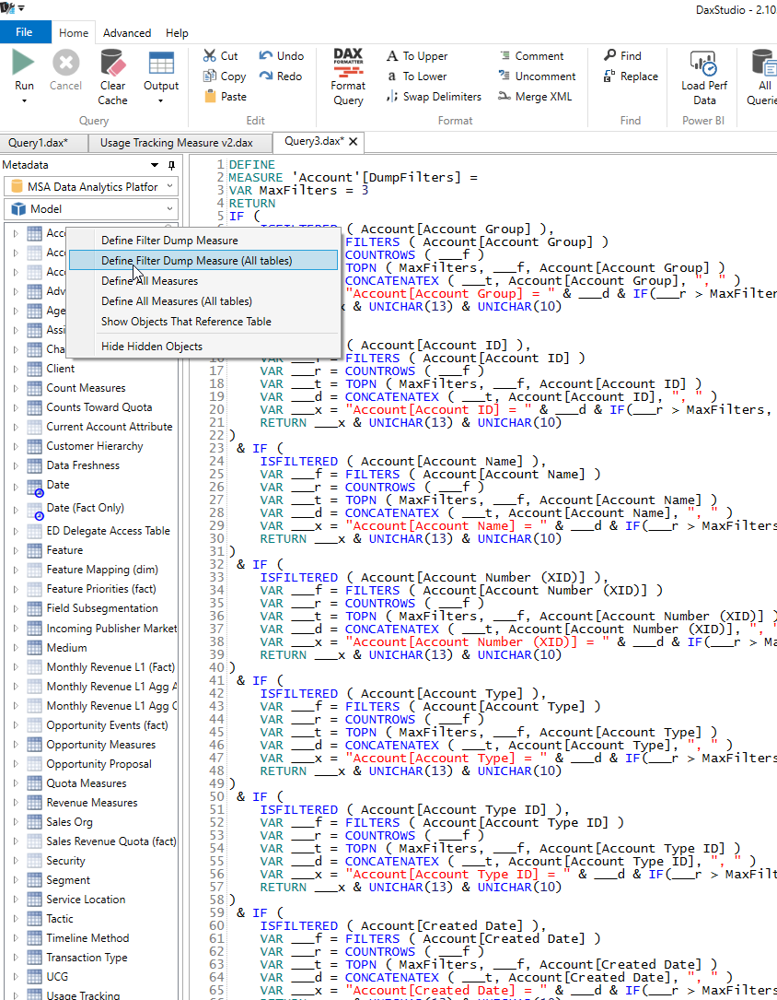 DaxStudio - 2.10
File Home Advanced Help
Run
Cancel
Clear Cache
Output
Cut
Copy
Paste
Undo
Redo
DAX FORMATTER
Format Query
To Upper
To Lower
Swap Delimiters
Comment
Uncomment
Merge XML
Find
Replace
Load Perf Data
All Querie
Query
Edit
Format
Find
Power BI
Query1.dax*
Usage Tracking Measure v2.dax
Query3.dax*
Metadata
MSA Data Analytics Platfor
Model
Acc
Acc
Acc
Adv
Age
Assi
Cha
Client
Count Measures
Counts Toward Quota
Current Account Attribute
Customer Hierarchy
Data Freshness
Date
Date (Fact Only)
ED Delegate Access Table
Feature
Feature Mapping (dim)
Feature Priorities (fact)
Field Subsegmentation
Incoming Publisher Market
Medium
Monthly Revenue L1 (Fact)
Monthly Revenue L1 Agg A
Monthly Revenue L1 Agg C
Opportunity Events (fact)
Opportunity Measures
Opportunity Proposal
Quota Measures
Revenue Measures
Sales Org
Sales Revenue Quota (fact)
Security
Segment
Service Location
Tactic
Timeline Method
Transaction Type
UCG
Usage Tracking
Define Filter Dump Measure
Define Filter Dump Measure (All tables)
Define All Measures
Define All Measures (All tables)
Show Objects That Reference Table
Hide Hidden Objects
1 DEFINE
2 MEASURE 'Account'[DumpFilters] =
3 VAR MaxFilters = 3
4 RETURN
5 IF (
ISFILTERED ( Account[Account Group] ),
FILTERS ( Account[Account Group] )
COUNTROWS ( ___f )
TOPN ( MaxFilters, ___f, Account[Account Group] )
CONCATENATEX ( ___t, Account[Account Group], ", " )
"Account[Account Group] = " & ___d & IF(___r > MaxFilter
& UNICHAR(13) & UNICHAR(10)
( Account[Account ID] ),
16 VAR ___f = FILTERS ( Account[Account ID] )
17 VAR ___r = COUNTROWS ( ___f )
18 VAR ___t = TOPN ( MaxFilters, ___f, Account[Account ID] )
19 VAR ___d = CONCATENATEX ( ___t, Account[Account ID], ", " )
20 VAR ___x = "Account[Account ID] = " & ___d & IF(___r > MaxFilters,
21 RETURN ___x & UNICHAR(13) & UNICHAR(10)
22 )
23 & IF (
24 ISFILTERED ( Account[Account Name] ),
25 VAR ___f = FILTERS ( Account[Account Name] )
26 VAR ___r = COUNTROWS ( ___f )
27 VAR ___t = TOPN ( MaxFilters, ___f, Account[Account Name] )
28 VAR ___d = CONCATENATEX ( ___t, Account[Account Name], ", " )
29 VAR ___x = "Account[Account Name] = " & ___d & IF(___r > MaxFilters
30 RETURN ___x & UNICHAR(13) & UNICHAR(10)
31 )
32 & IF (
33 ISFILTERED ( Account[Account Number (XID)] ),
34 VAR ___f = FILTERS ( Account[Account Number (XID)] )
35 VAR ___r = COUNTROWS ( ___f )
36 VAR ___t = TOPN ( MaxFilters, ___f, Account[Account Number (XID)] )
37 VAR ___d = CONCATENATEX ( ___t, Account[Account Number (XID)], ", "
38 VAR ___x = "Account[Account Number (XID)] = " & ___d & IF(___r > Ma
39 RETURN ___x & UNICHAR(13) & UNICHAR(10)
40 )
41 & IF (
42 ISFILTERED ( Account[Account Type] ),
43 VAR ___f = FILTERS ( Account[Account Type] )
44 VAR ___r = COUNTROWS ( ___f )
45 VAR ___t = TOPN ( MaxFilters, ___f, Account[Account Type] )
46 VAR ___d = CONCATENATEX ( ___t, Account[Account Type], ", " )
47 VAR ___x = "Account[Account Type] = " & ___d & IF(___r > MaxFilters
48 RETURN ___x & UNICHAR(13) & UNICHAR(10)
49 )
50 & IF (
51 ISFILTERED ( Account[Account Type ID] ),
52 VAR ___f = FILTERS ( Account[Account Type ID] )
53 VAR ___r = COUNTROWS ( ___f )
54 VAR ___t = TOPN ( MaxFilters, ___f, Account[Account Type ID] )
55 VAR ___d = CONCATENATEX ( ___t, Account[Account Type ID], ", " )
56 VAR ___x = "Account[Account Type ID] = " & ___d & IF(___r > MaxFilt
57 RETURN ___x & UNICHAR(13) & UNICHAR(10)
58 )
59 & IF (
60 ISFILTERED ( Account[Created Date] ),
61 VAR ___f = FILTERS ( Account[Created Date] )
62 VAR ___r = COUNTROWS ( ___f )
63 VAR ___t = TOPN ( MaxFilters, ___f, Account[Created Date] )
64 VAR ___d = CONCATENATEX ( ___t, Account[Created Date], ", " )
65 VAR ___x = "Account[Created Date] = " & ___d & IF(___r > MaxFilters